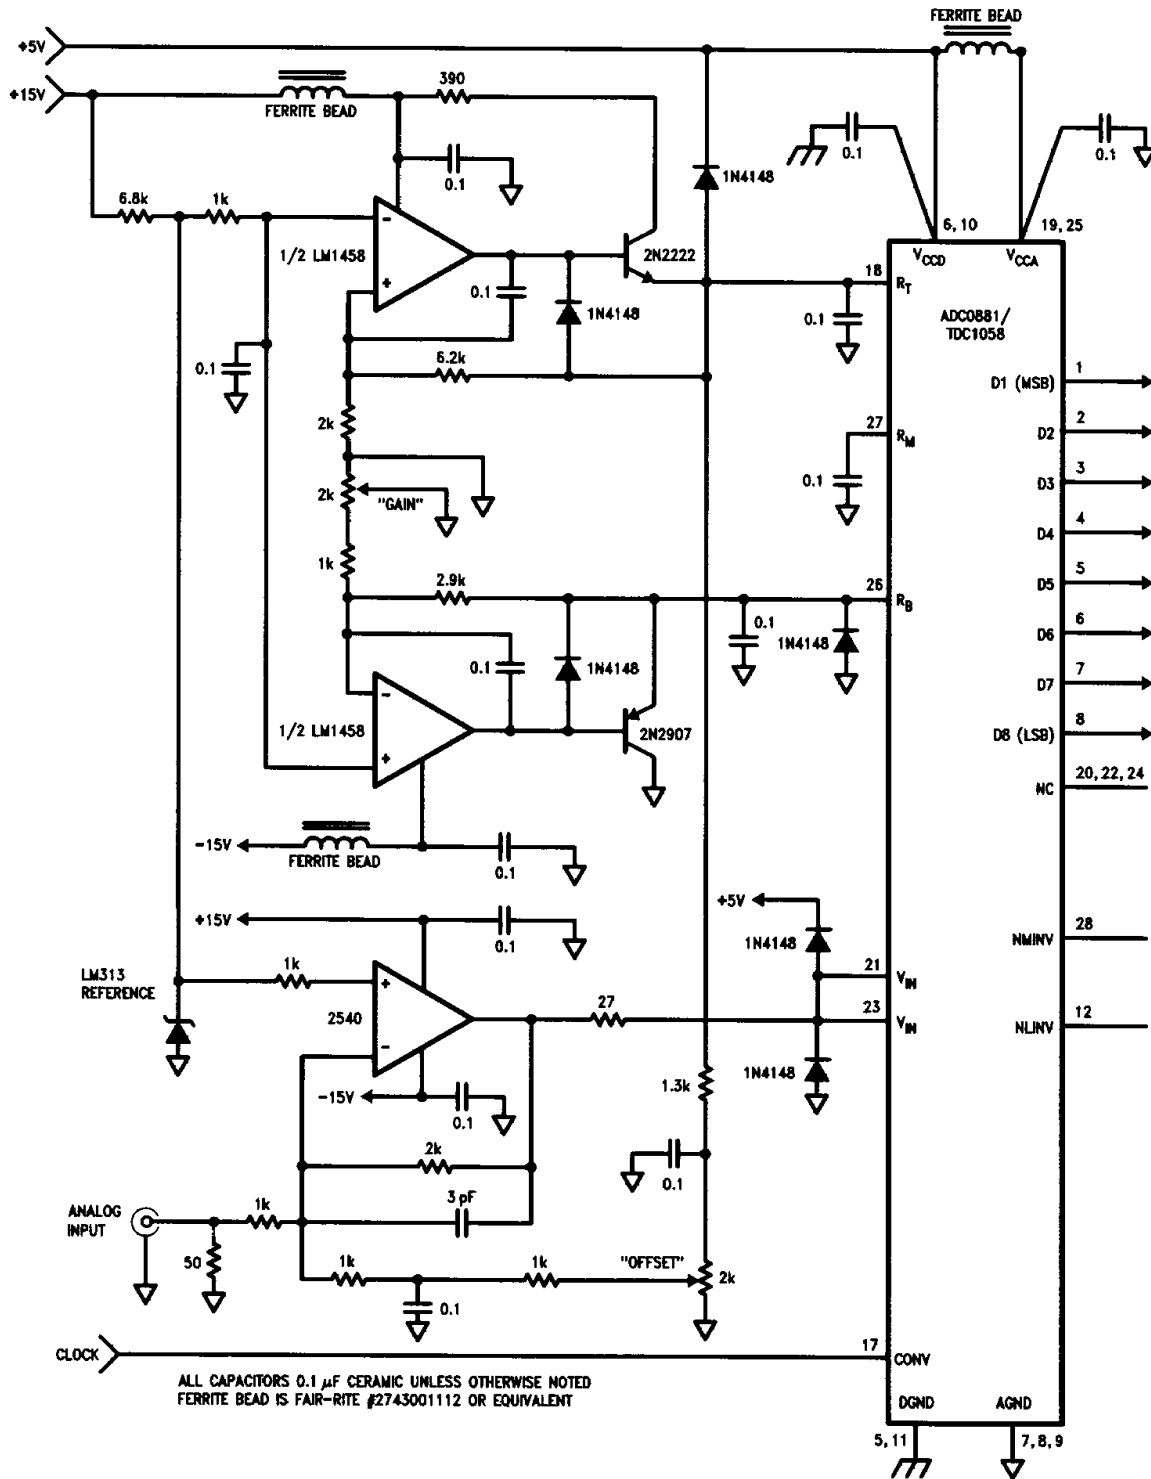 FERRITE BEAD
+5V
+15V
390
FERRITE BEAD
0.1
0.1
0.1
1N4148
6.8k
1k
1/2 LM1458
2N2222
6, 10
19, 25
VCCD
VCCA
18
RT
0.1
1N4148
0.1
ADC0881/
TDC1058
0.1
6.2k
1
D1 (MSB)
2k
27
RM
2
D2
2k
"GAIN"
0.1
3
D3
4
D4
1k
2.9k
26
RB
5
D5
0.1
1N4148
6
D6
0.1
1N4148
7
D7
1/2 LM1458
2N2907
8
D8 (LSB)
20, 22, 24
NC
-15V
FERRITE BEAD
0.1
+5V
+15V
0.1
1N4148
28
NMINV
LM313
REFERENCE
1k
2540
27
21
VIN
23
VIN
12
NLINV
-15V
0.1
1.3k
1N4148
2k
0.1
3 pF
ANALOG
INPUT
1k
50
1k
1k
"OFFSET"
2k
0.1
CLOCK
17
CONV
ALL CAPACITORS 0.1 μF CERAMIC UNLESS OTHERWISE NOTED
FERRITE BEAD IS FAIR-RITE #2743001112 OR EQUIVALENT
DGND
AGND
5, 11
7, 8, 9